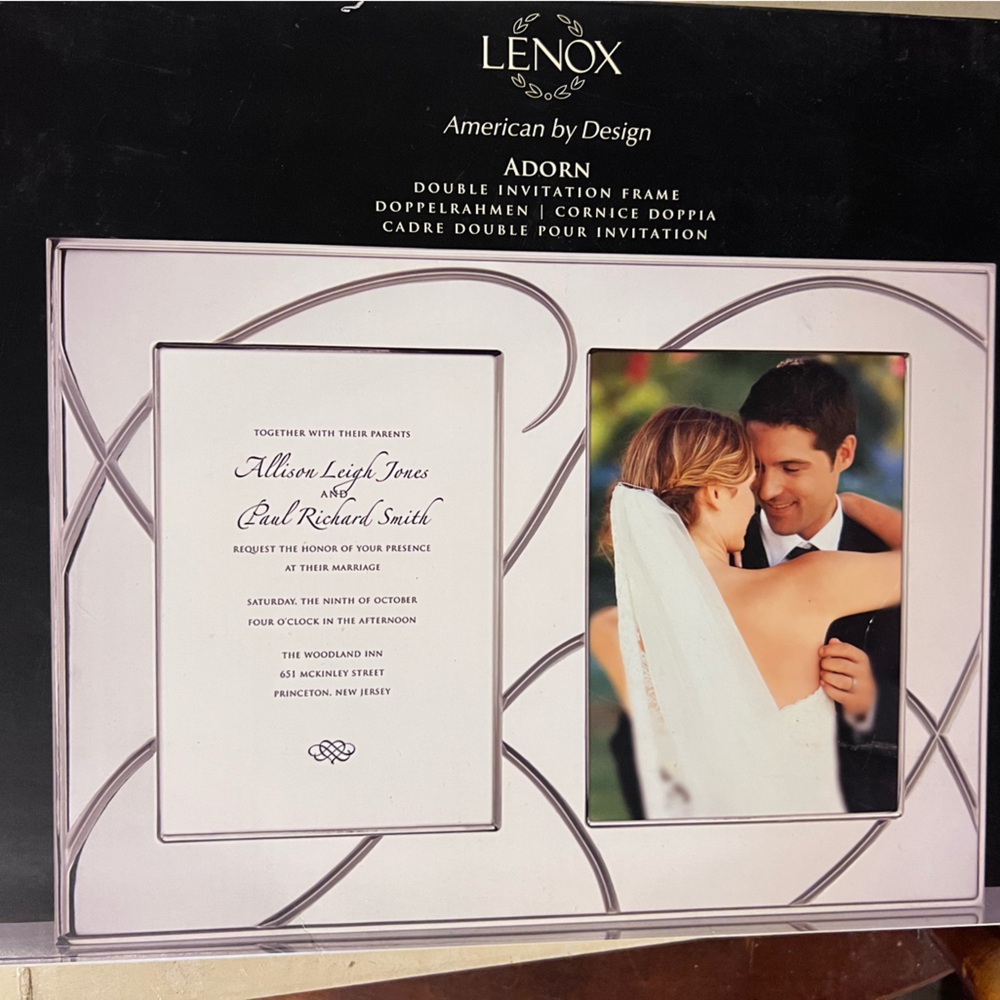 LENOX
American by Design
ADORN
DOUBLE INVITATION FRAME
DOPPELRAHMEN | CORNICE DOPPIA
CADRE DOUBLE POUR INVITATION
TOGETHER WITH THEIR PARENTS
Allison Leigh Jones
AND
Paul Richard Smith
REQUEST THE HONOR OF YOUR PRESENCE
AT THEIR MARRIAGE
SATURDAY, THE NINTH OF OCTOBER
FOUR O'CLOCK IN THE AFTERNOON
THE WOODLAND INN
651 MCKINLEY STREET
PRINCETON, NEW JERSEY